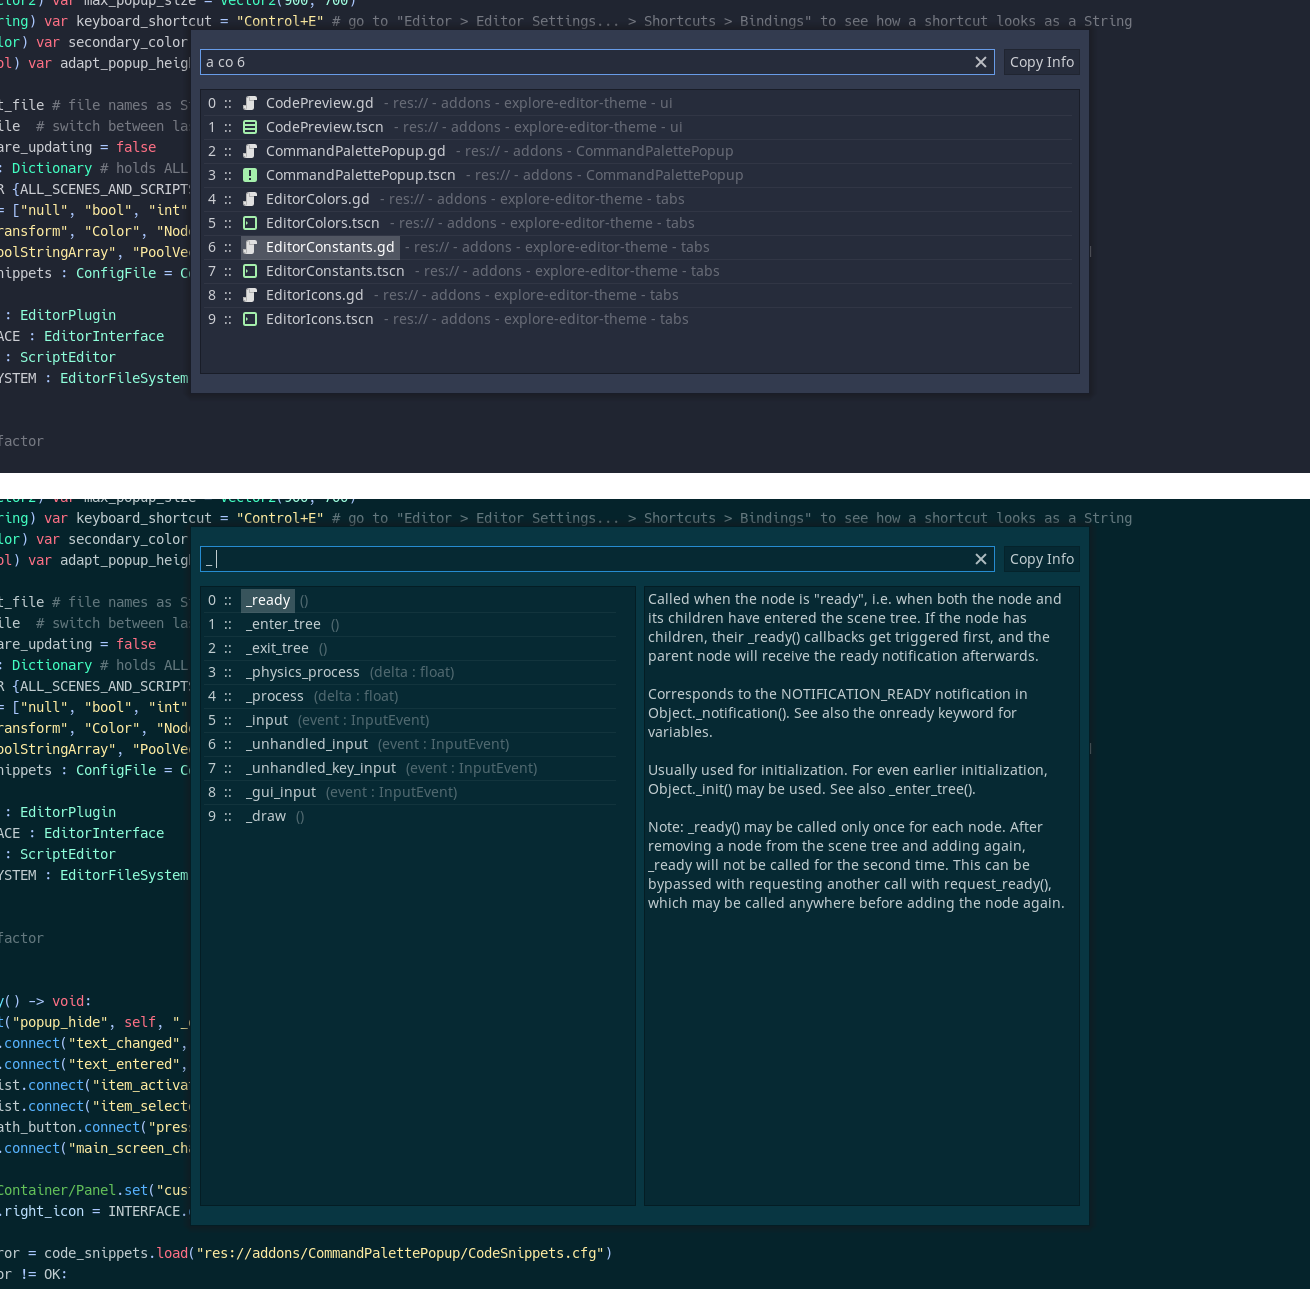 ctor2) var max_popup_size = Vector2(900, 700)
ring) var keyboard_shortcut = "Control+E" # go to "Editor > Editor Settings... > Shortcuts > Bindings" to see how a shortcut looks as a String
lor) var secondary_color
ol) var adapt_popup_heigh
a co 6
Copy Info
t_file # file names as S
ile # switch between la
are_updating = false
: Dictionary # holds ALL
R {ALL_SCENES_AND_SCRIPTS
= ["null", "bool", "int"
ransform", "Color", "Nod
oolStringArray", "PoolVe
nippets : ConfigFile = C
: EditorPlugin
ACE : EditorInterface
: ScriptEditor
YSTEM : EditorFileSystem
factor
0 :: CodePreview.gd - res:// - addons - explore-editor-theme - ui
1 :: CodePreview.tscn - res:// - addons - explore-editor-theme - ui
2 :: CommandPalettePopup.gd - res:// - addons - CommandPalettePopup
3 :: CommandPalettePopup.tscn - res:// - addons - CommandPalettePopup
4 :: EditorColors.gd - res:// - addons - explore-editor-theme - tabs
5 :: EditorColors.tscn - res:// - addons - explore-editor-theme - tabs
6 :: EditorConstants.gd - res:// - addons - explore-editor-theme - tabs
7 :: EditorConstants.tscn - res:// - addons - explore-editor-theme - tabs
8 :: EditorIcons.gd - res:// - addons - explore-editor-theme - tabs
9 :: EditorIcons.tscn - res:// - addons - explore-editor-theme - tabs
ctor2) var max_popup_size = Vector2(900, 700)
ring) var keyboard_shortcut = "Control+E" # go to "Editor > Editor Settings... > Shortcuts > Bindings" to see how a shortcut looks as a String
lor) var secondary_color
ol) var adapt_popup_heigh
_
Copy Info
t_file # file names as S
ile # switch between la
are_updating = false
: Dictionary # holds ALL
R {ALL_SCENES_AND_SCRIPTS
= ["null", "bool", "int"
ransform", "Color", "Nod
oolStringArray", "PoolVe
nippets : ConfigFile = C
: EditorPlugin
ACE : EditorInterface
: ScriptEditor
YSTEM : EditorFileSystem
factor
y() -> void:
t("popup_hide", self, "_
.connect("text_changed",
.connect("text_entered",
ist.connect("item_activa
ist.connect("item_select
ath_button.connect("pres
.connect("main_screen_ch
Container/Panel.set("cus
.right_icon = INTERFACE.
ror = code_snippets.load("res://addons/CommandPalettePopup/CodeSnippets.cfg")
or != OK:
0 :: _ready ()
1 :: _enter_tree ()
2 :: _exit_tree ()
3 :: _physics_process (delta : float)
4 :: _process (delta : float)
5 :: _input (event : InputEvent)
6 :: _unhandled_input (event : InputEvent)
7 :: _unhandled_key_input (event : InputEvent)
8 :: _gui_input (event : InputEvent)
9 :: _draw ()
Called when the node is "ready", i.e. when both the node and
its children have entered the scene tree. If the node has
children, their _ready() callbacks get triggered first, and the
parent node will receive the ready notification afterwards.
Corresponds to the NOTIFICATION_READY notification in
Object._notification(). See also the onready keyword for
variables.
Usually used for initialization. For even earlier initialization,
Object._init() may be used. See also _enter_tree().
Note: _ready() may be called only once for each node. After
removing a node from the scene tree and adding again,
_ready will not be called for the second time. This can be
bypassed with requesting another call with request_ready(),
which may be called anywhere before adding the node again.